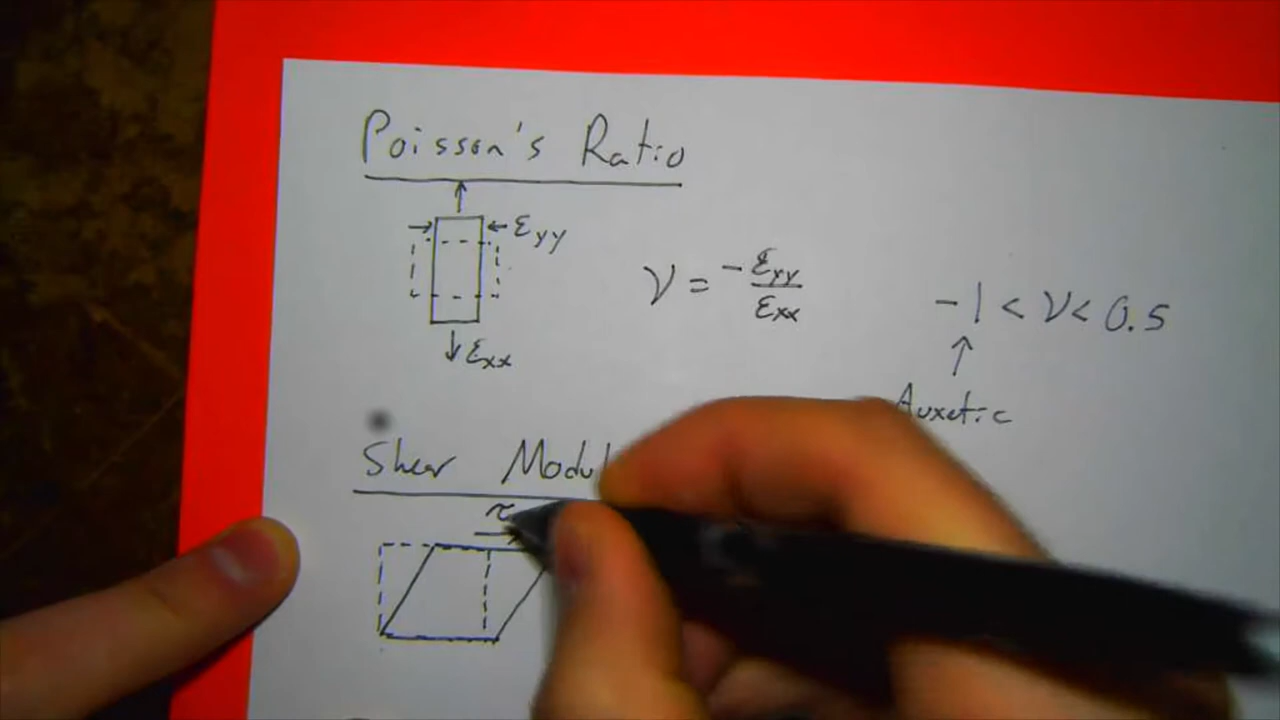 Poisson's Ratio
εyy
ν = -εyy/εxx
-1 < ν < 0.5
εxx
Auxetic
Shear
τ